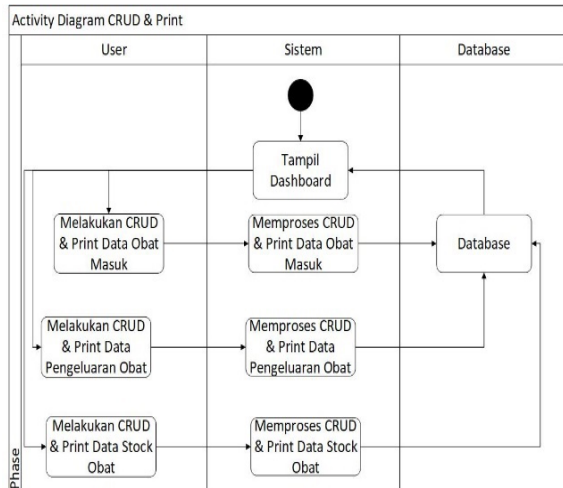 Activity Diagram CRUD & Print
User
Sistem
Database
Tampil
Dashboard
Melakukan CRUD
& Print Data Obat
Masuk
Memproses CRUD
& Print Data Obat
Masuk
Database
Melakukan CRUD
& Print Data
Pengeluaran Obat
Memproses CRUD
& Print Data
Pengeluaran Obat
Melakukan CRUD
& Print Data Stock
Obat
Memproses CRUD
& Print Data Stock
Obat
Phase